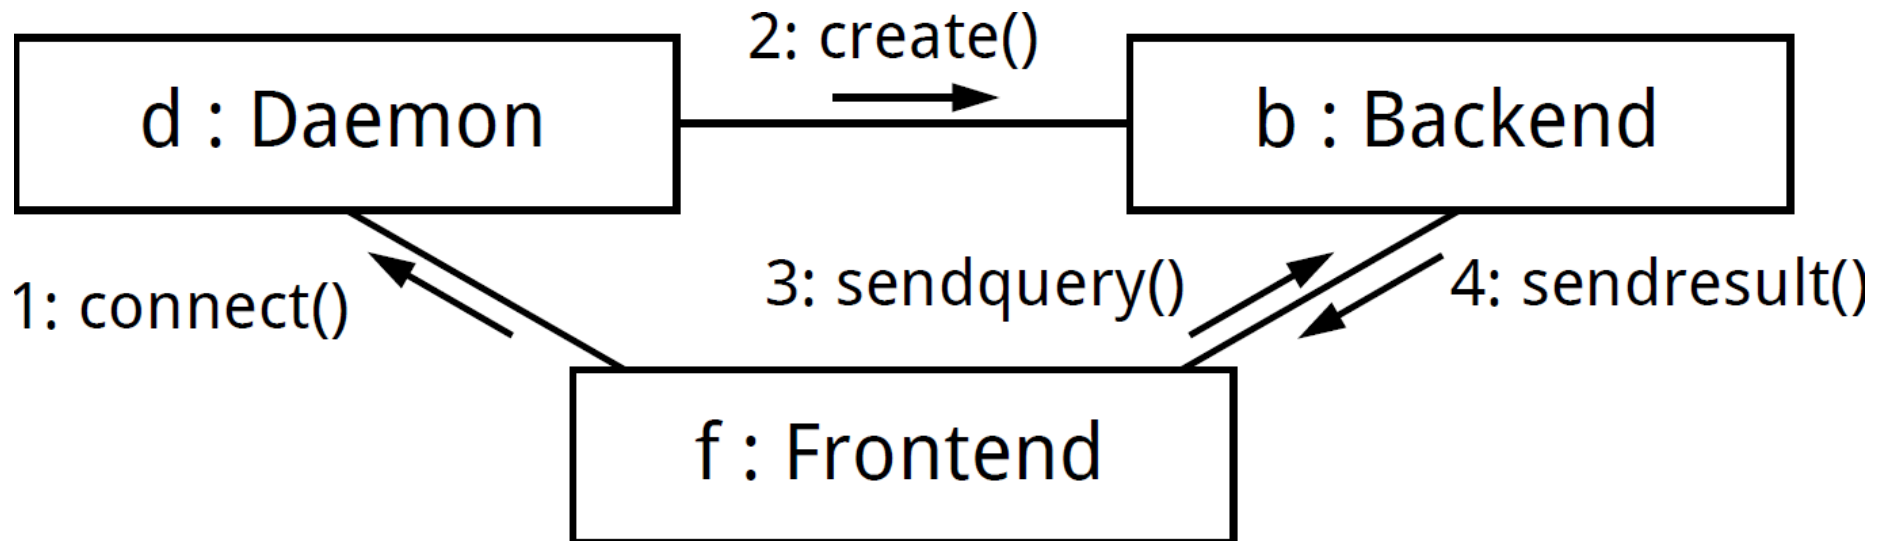 2: create()
d : Daemon
b : Backend
1: connect()
3: sendquery()
4: sendresult()
f : Frontend